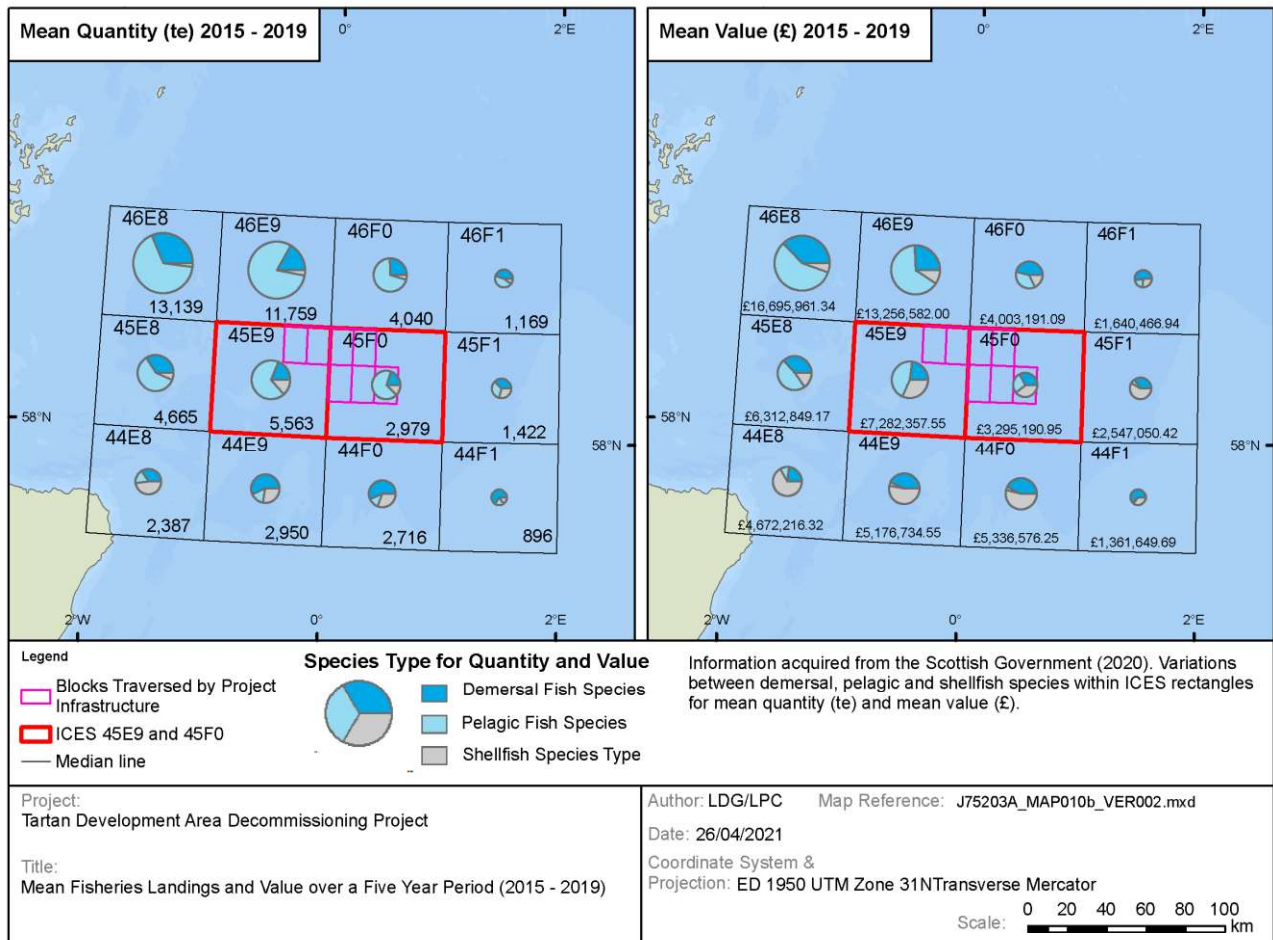 Mean Quantity (te) 2015 - 2019
0°
2°E
46E8
46E9
46F0
46F1
13,139
11,759
4,040
1,169
45E8
45E9
45F0
45F1
58°N
4,665
5,563
2,979
1,422
58°N
44E8
44E9
44F0
44F1
2,387
2,950
2,716
896
2°W
0°
2°E
Mean Value (£) 2015 - 2019
0°
2°E
46E8
46E9
46F0
46F1
£16,695,961.34
£13,256,582.00
£4,003,191.09
£1,640,466.94
45E8
45E9
45F0
45F1
58°N
£6,312,849.17
£7,282,357.55
£3,295,190.95
£2,547,050.42
58°N
44E8
44E9
44F0
44F1
£4,672,216.32
£5,176,734.55
£5,336,576.25
£1,361,649.69
2°W
0°
2°E
Legend
Blocks Traversed by Project
Infrastructure
ICES 45E9 and 45F0
Median line
Species Type for Quantity and Value
Demersal Fish Species
Pelagic Fish Species
Shellfish Species Type
Information acquired from the Scottish Government (2020). Variations
between demersal, pelagic and shellfish species within ICES rectangles
for mean quantity (te) and mean value (£).
Project:
Tartan Development Area Decommissioning Project
Title:
Mean Fisheries Landings and Value over a Five Year Period (2015 - 2019)
Author: LDG/LPC Map Reference: J75203A_MAP010b_VER002.mxd
Date: 26/04/2021
Coordinate System &
Projection: ED 1950 UTM Zone 31NTransverse Mercator
Scale: 0 20 40 60 80 100
km